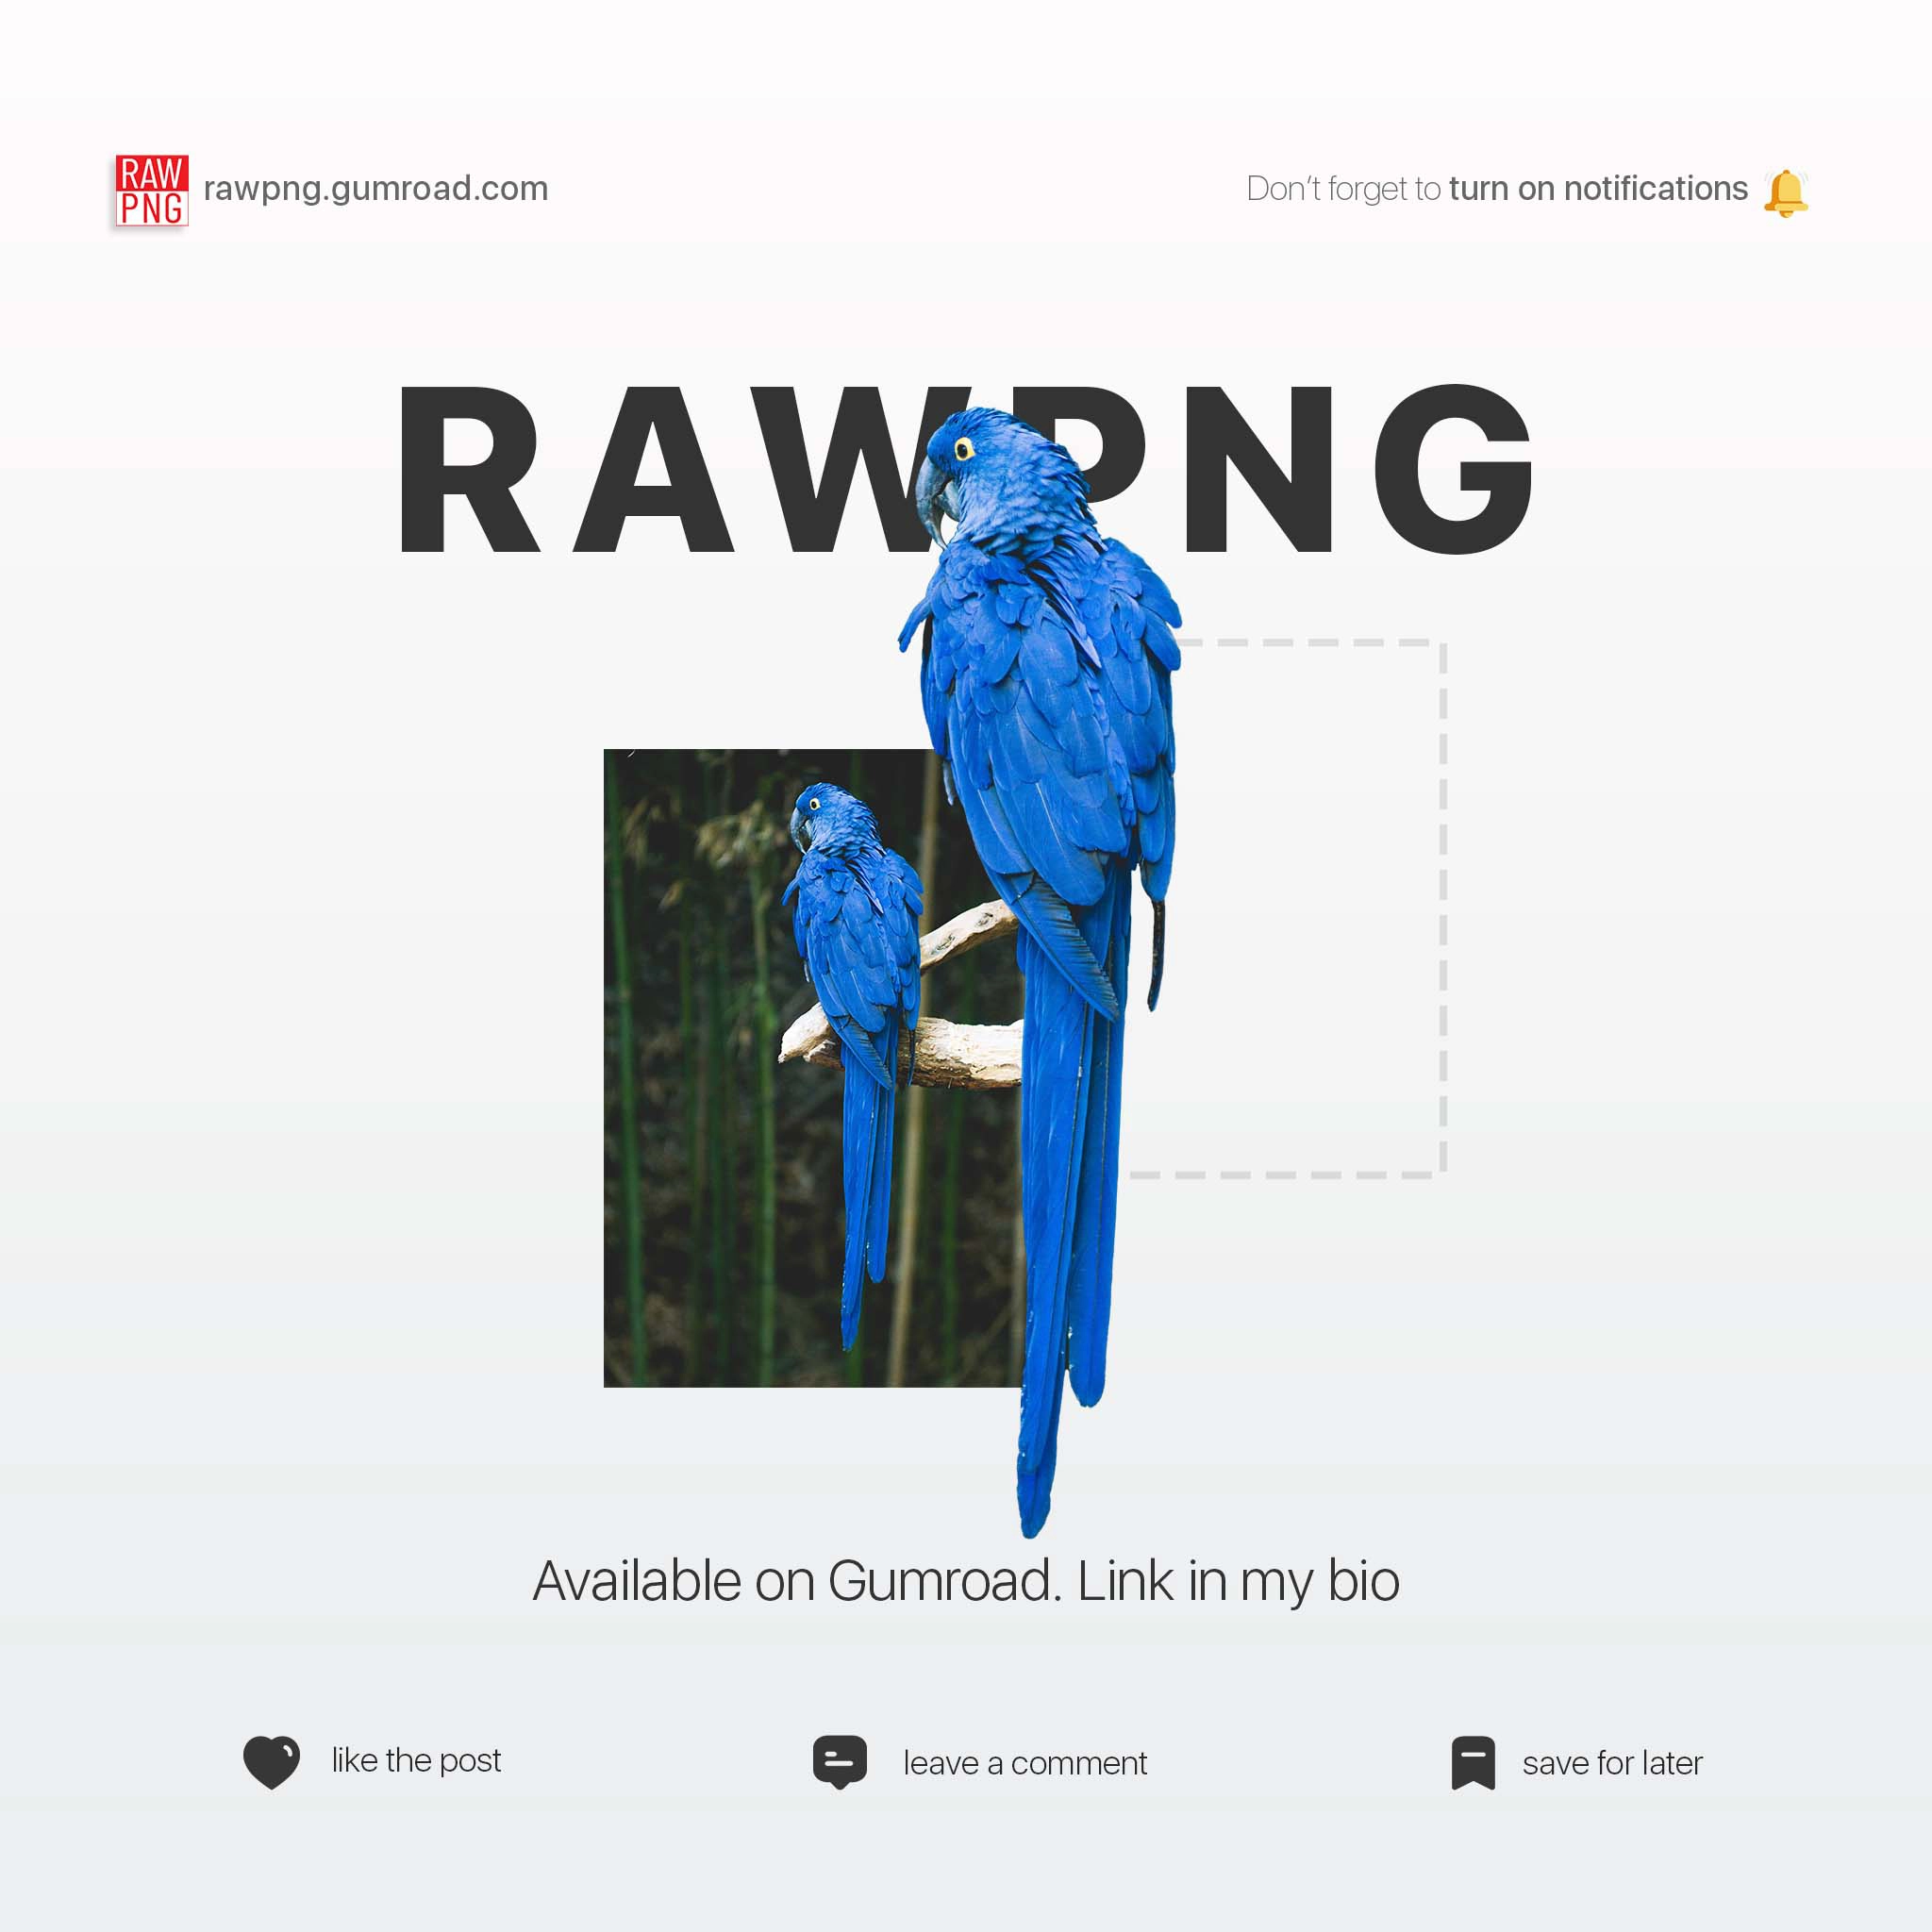 RAW
PNG
rawpng.gumroad.com
Don't forget to turn on notifications
RAWPNG
Available on Gumroad. Link in my bio
like the post
leave a comment
save for later